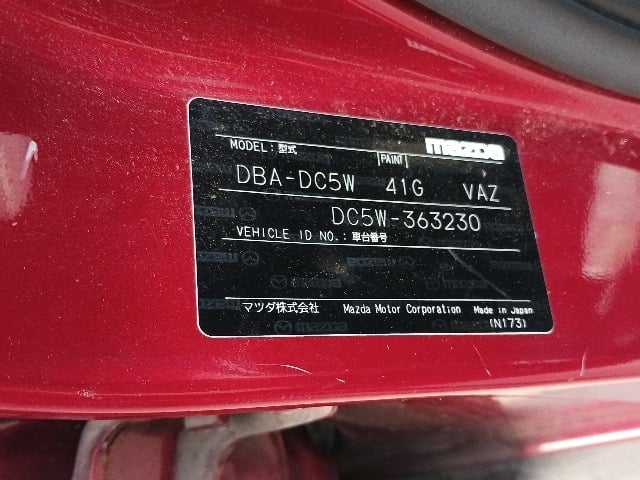 mazda
MODEL:型式
PAINT
DBA-DC5W 41G VAZ
DC5W-363230
VEHICLE ID NO.:車台番号
マツダ株式会社 Mazda Motor Corporation Made in Japan
(N173)
mazda